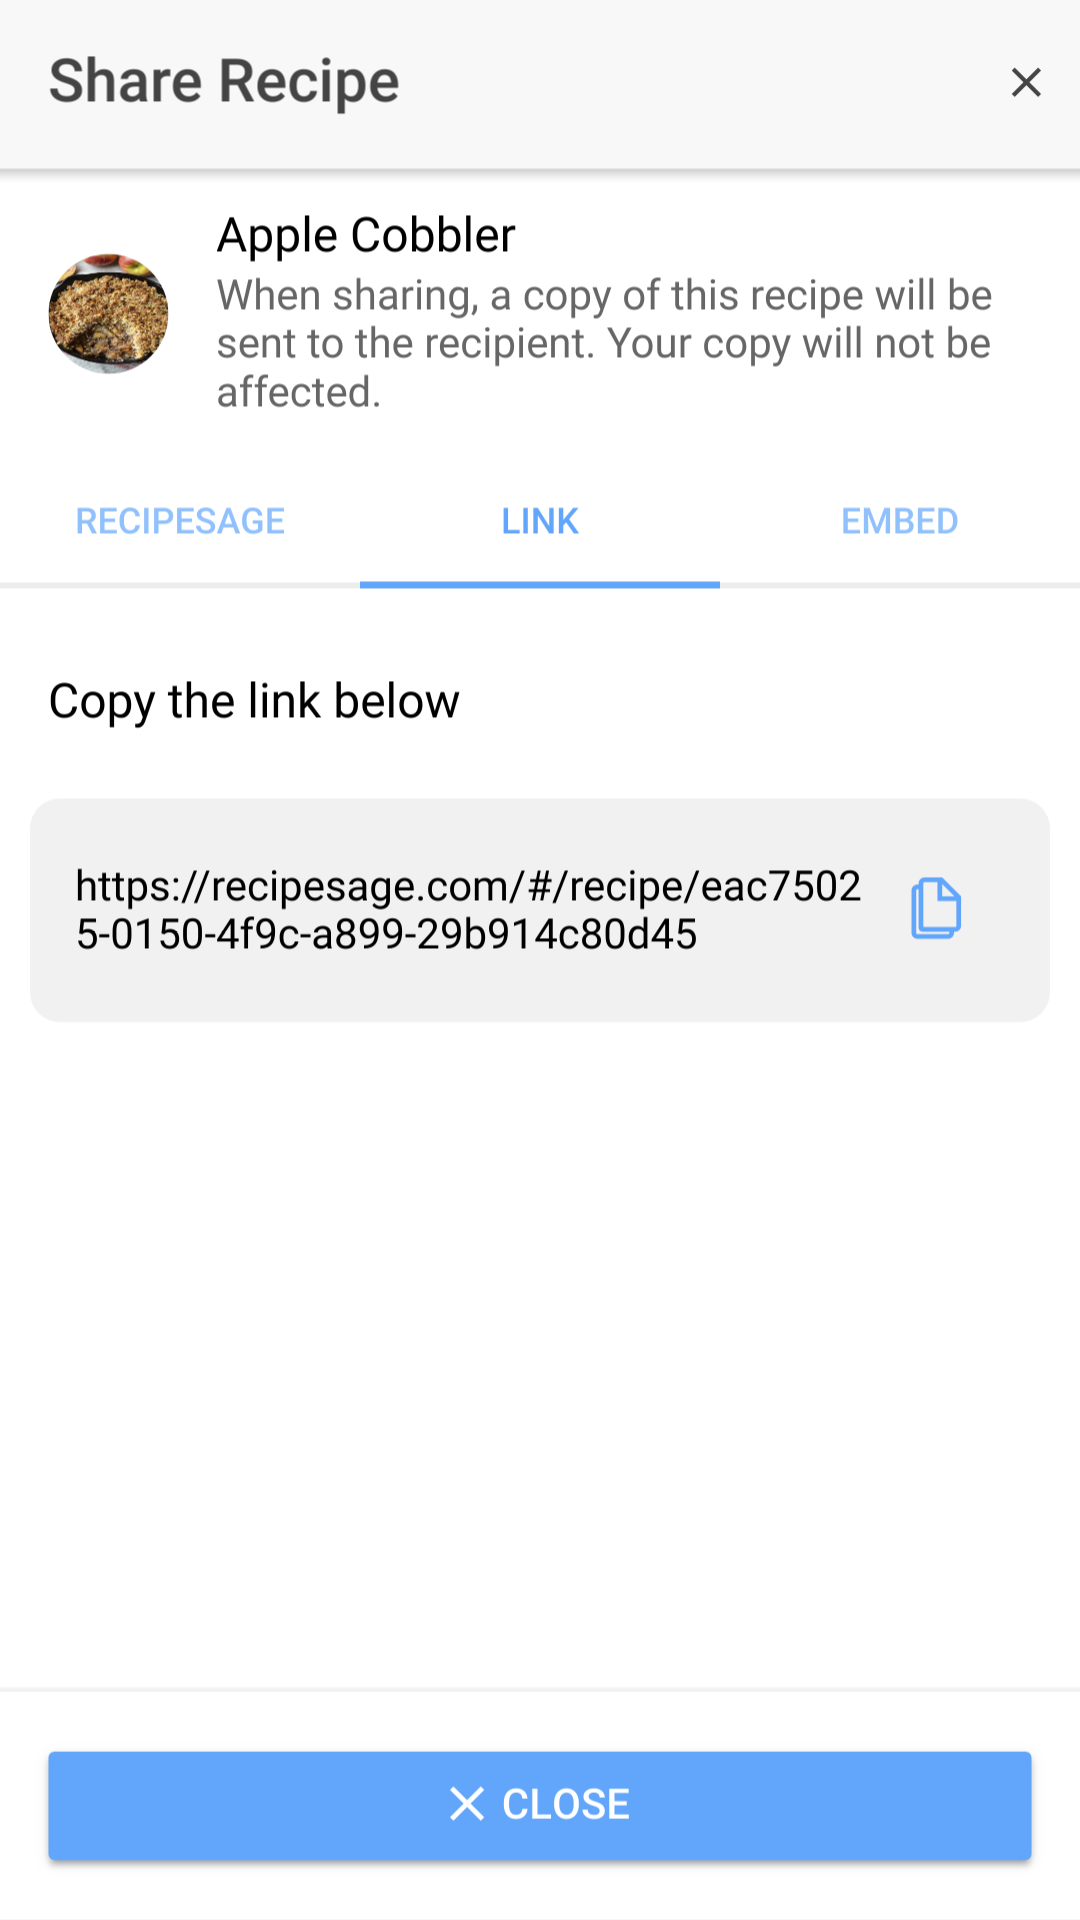 Share Recipe
Apple Cobbler
When sharing, a copy of this recipe will be
sent to the recipient. Your copy will not be
affected.
RECIPESAGE
LINK
EMBED
Copy the link below
https://recipesage.com/#/recipe/eac7502
5-0150-4f9c-a899-29b914c80d45
CLOSE